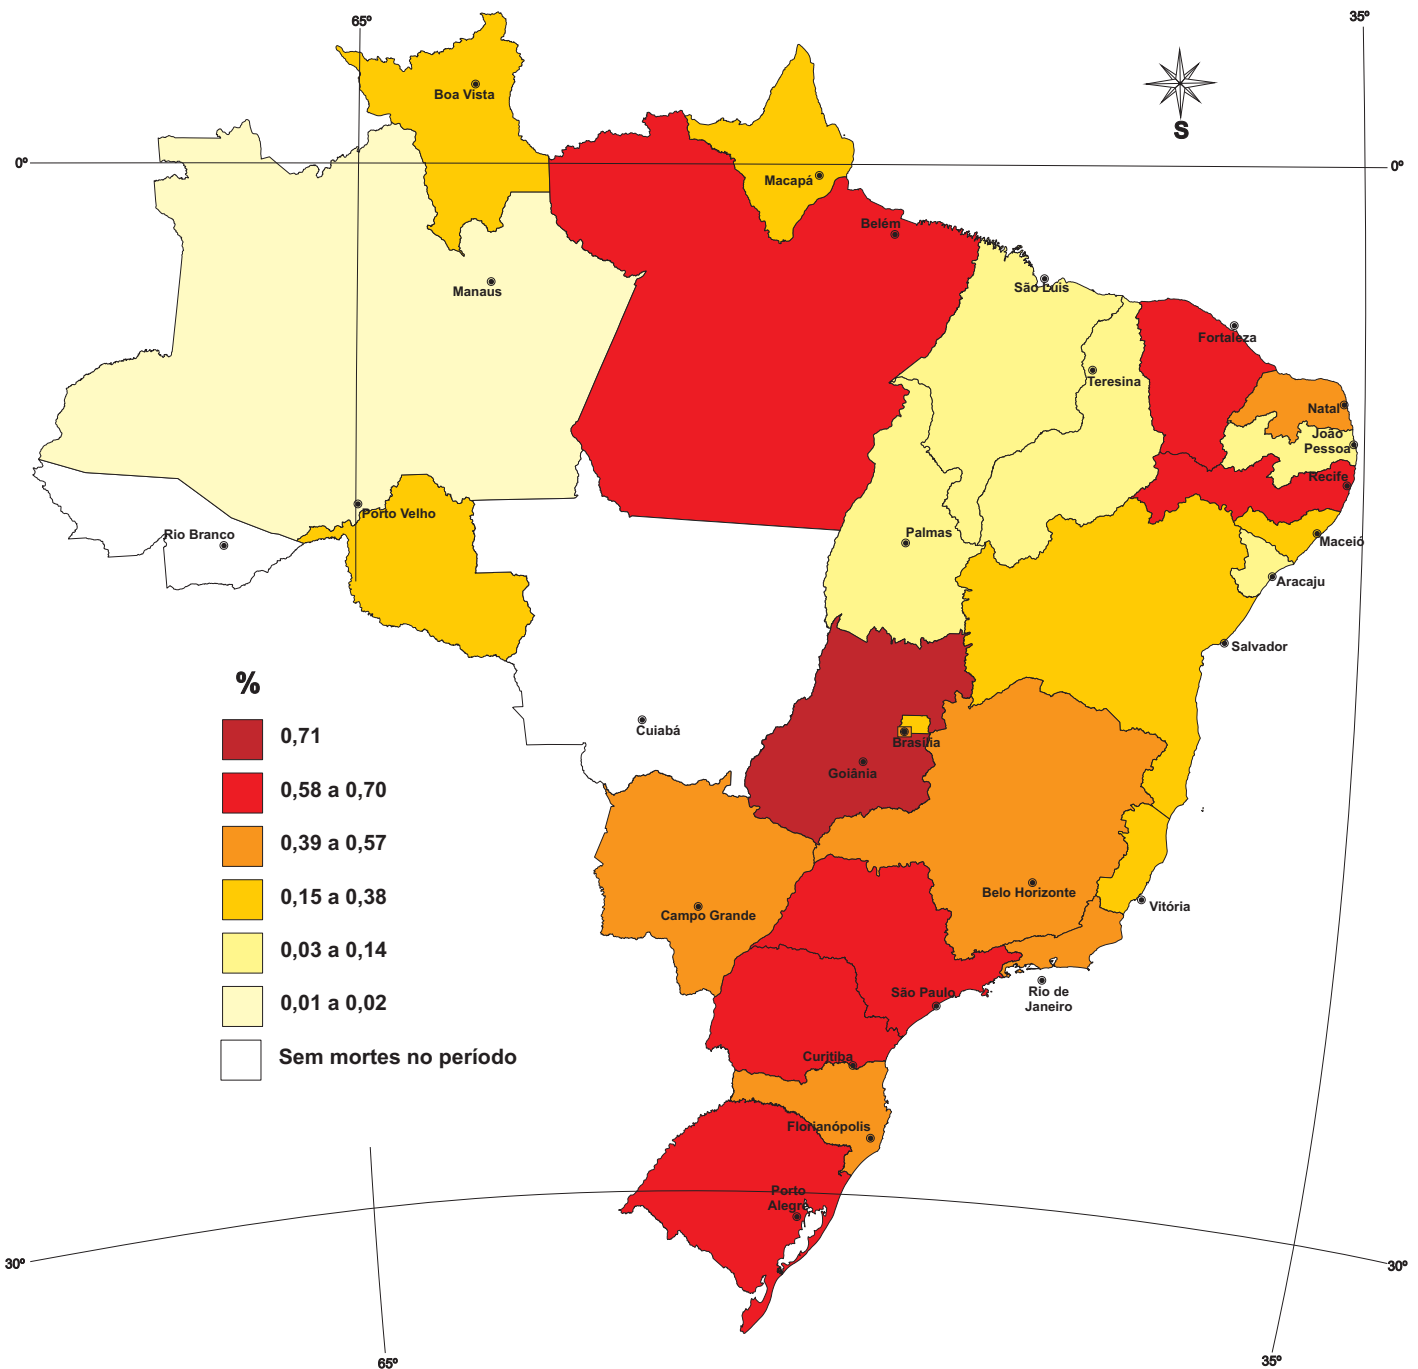 65º
35º
Boa Vista
S
0º
0º
Macapá
Belém
Manaus
São Luis
Fortaleza
Teresina
Natal
João
Pessoa
Recife
Porto Velho
Rio Branco
Palmas
Maceió
Aracaju
Salvador
%
0,71
0,58 a 0,70
0,39 a 0,57
0,15 a 0,38
0,03 a 0,14
0,01 a 0,02
Sem mortes no período
Cuiabá
Brasilia
Goiânia
Belo Horizonte
Campo Grande
Vitória
São Paulo
Rio de
Janeiro
Curitiba
Florianópolis
Porto
Alegre
30º
30º
65º
35º